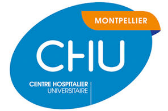 MONTPELLIER
CHU
CENTRE HOSPITALIER
UNIVERSITAIRE